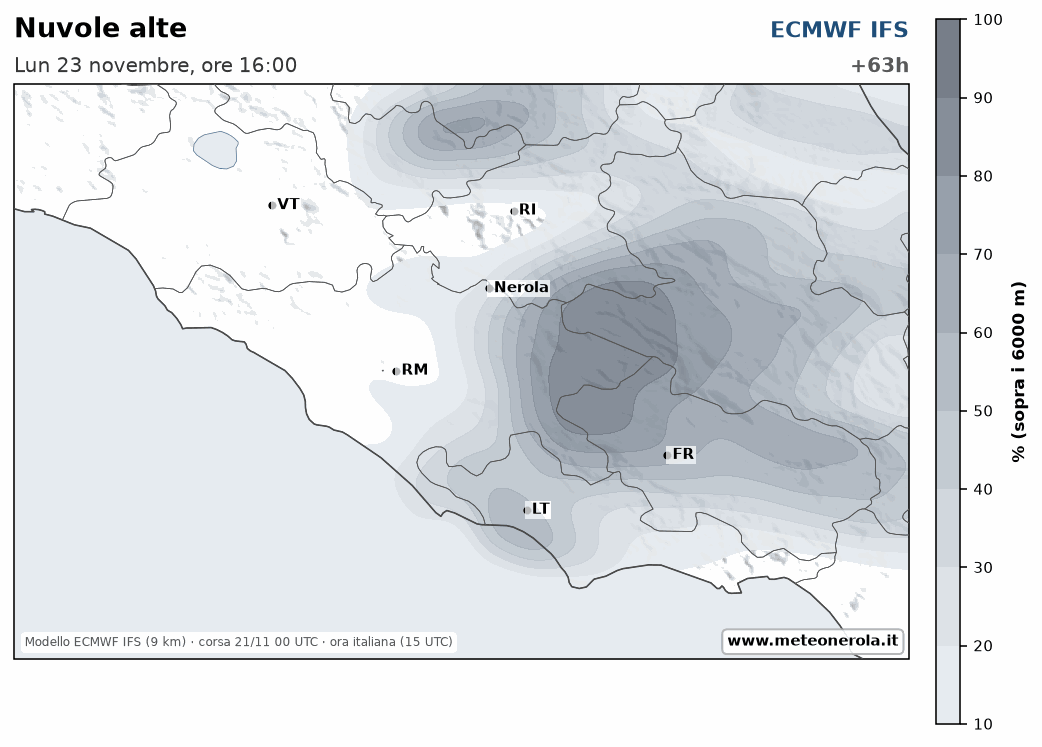 Nuvole alte
ECMWF IFS
Lun 23 novembre, ore 16:00
+63h
VT
RI
Nerola
RM
FR
LT
Modello ECMWF IFS (9 km) · corsa 21/11 00 UTC · ora italiana (15 UTC)
www.meteonerola.it
100
90
80
70
60
50
40
30
20
10
% (sopra i 6000 m)